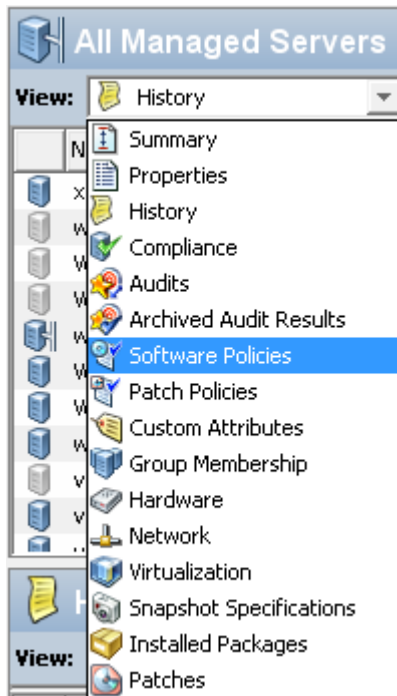 All Managed Servers
View: History
N
Summary
Properties
History
Compliance
Audits
Archived Audit Results
Software Policies
Patch Policies
Custom Attributes
Group Membership
Hardware
Network
Virtualization
Snapshot Specifications
Installed Packages
View:
Patches